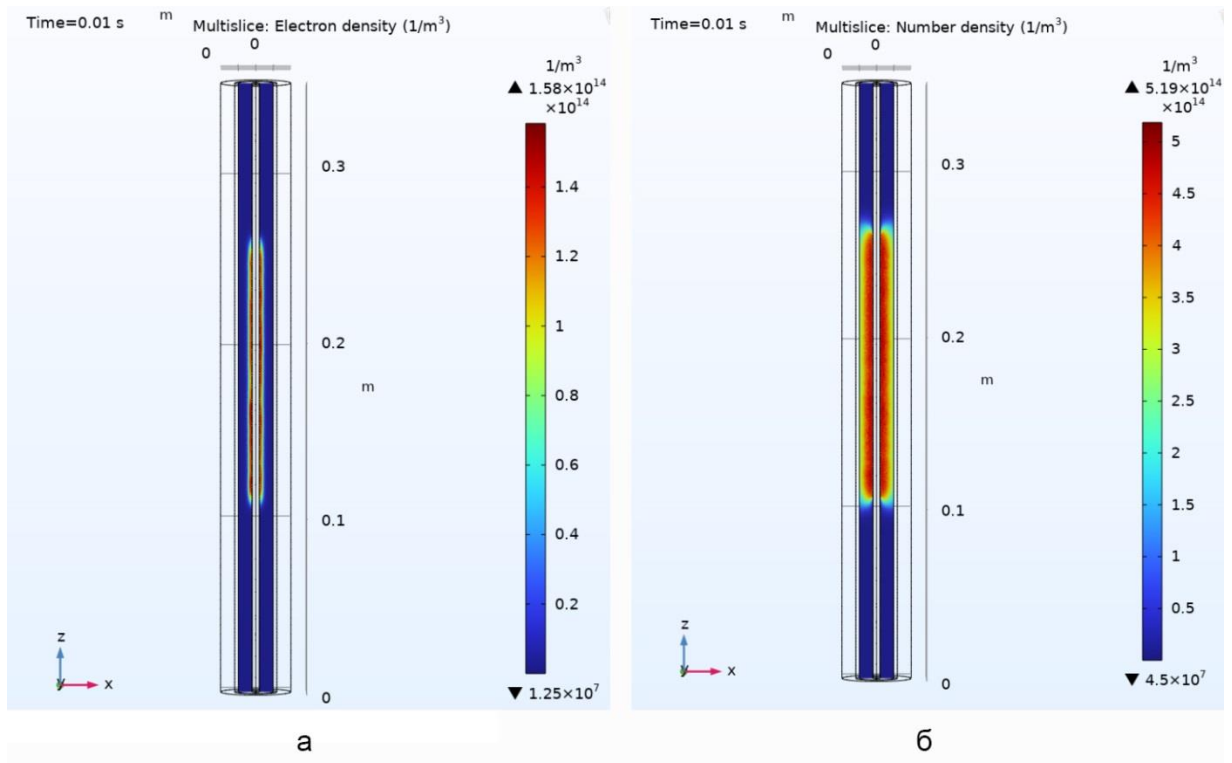 Time=0.01 s
m
Multislice: Electron density (1/m³)
0
0
1/m³
▲ 1.58×10¹⁴
×10¹⁴
1.4
1.2
1
0.8
0.6
0.4
0.2
▼ 1.25×10⁷
0.3
0.2
m
0.1
0
z
y
x
а
Time=0.01 s
m
Multislice: Number density (1/m³)
0
0
1/m³
▲ 5.19×10¹⁴
×10¹⁴
5
4.5
4
3.5
3
2.5
2
1.5
1
0.5
▼ 4.5×10⁷
0.3
0.2
m
0.1
0
z
y
x
б